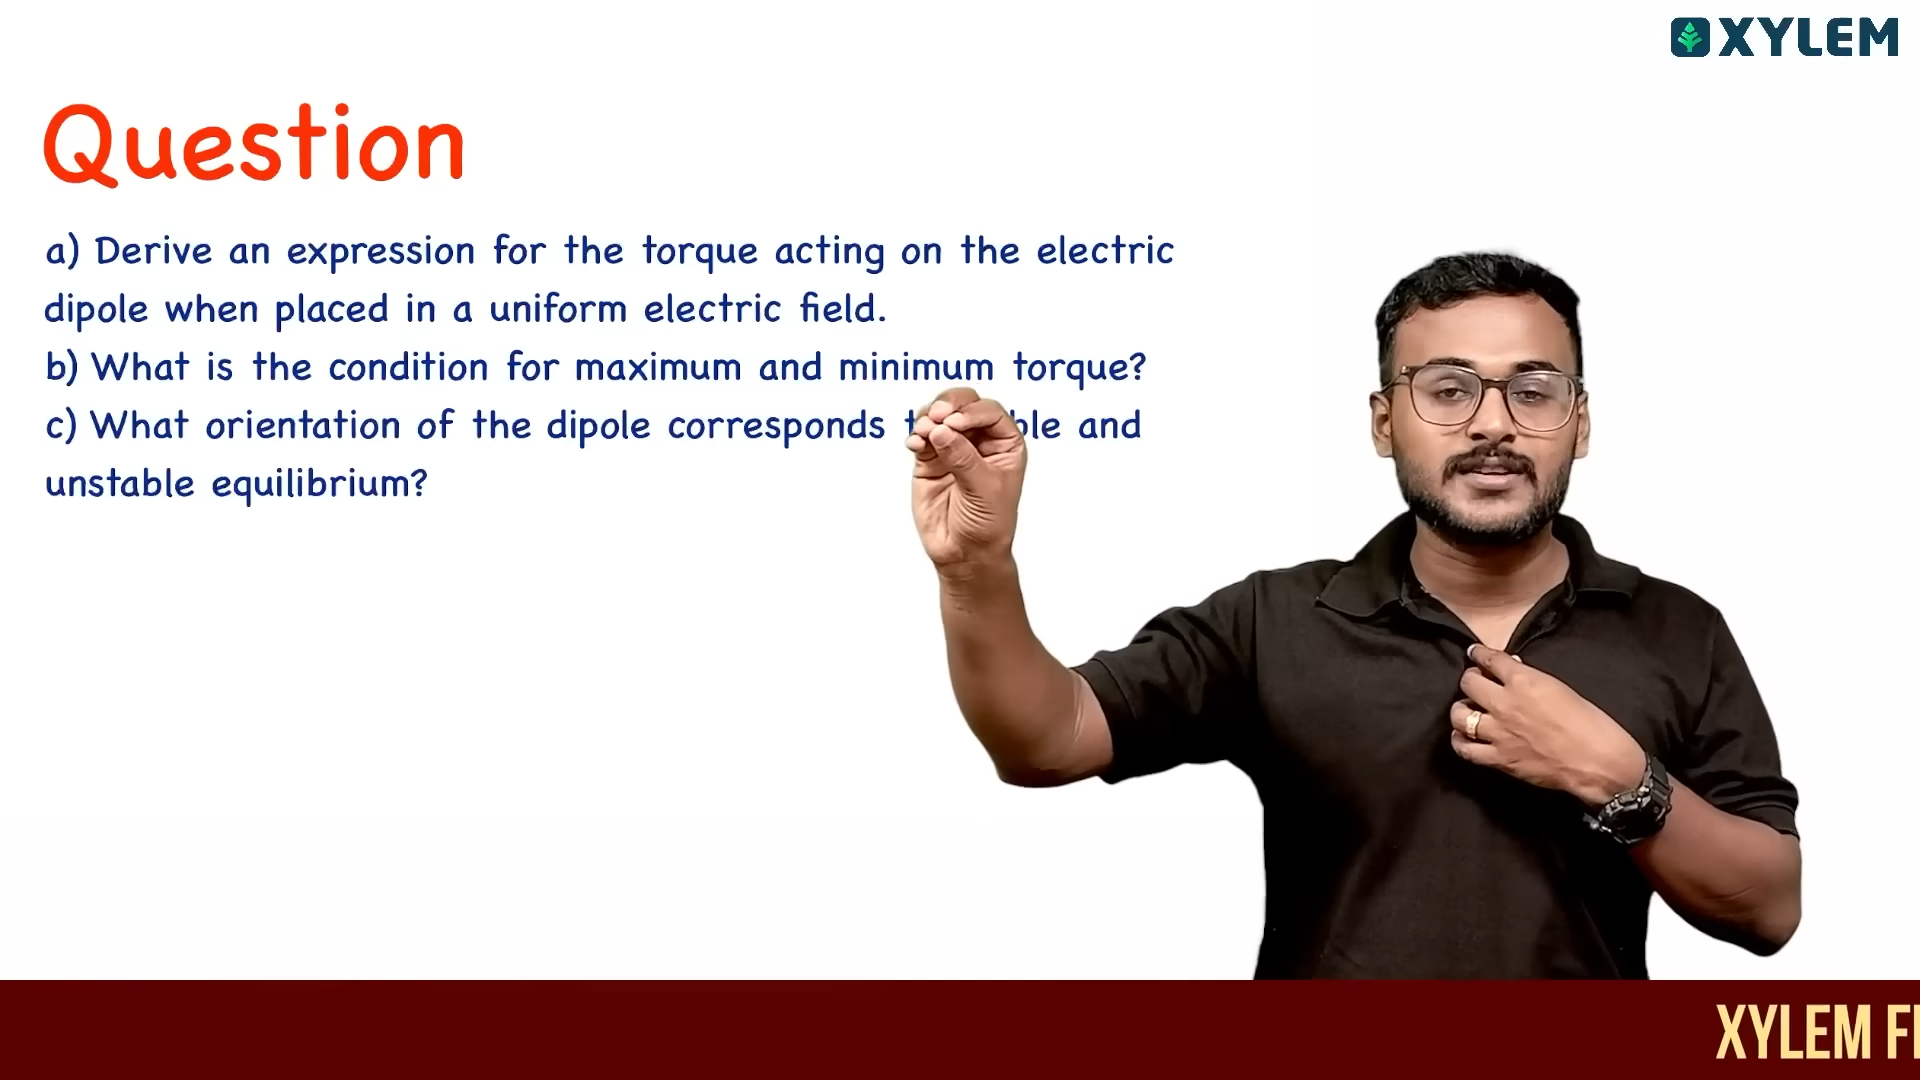 XYLEM
Question
a) Derive an expression for the torque acting on the electric
dipole when placed in a uniform electric field.
b) What is the condition for maximum and minimum torque?
c) What orientation of the dipole corresponds and
unstable equilibrium?
XYLEM